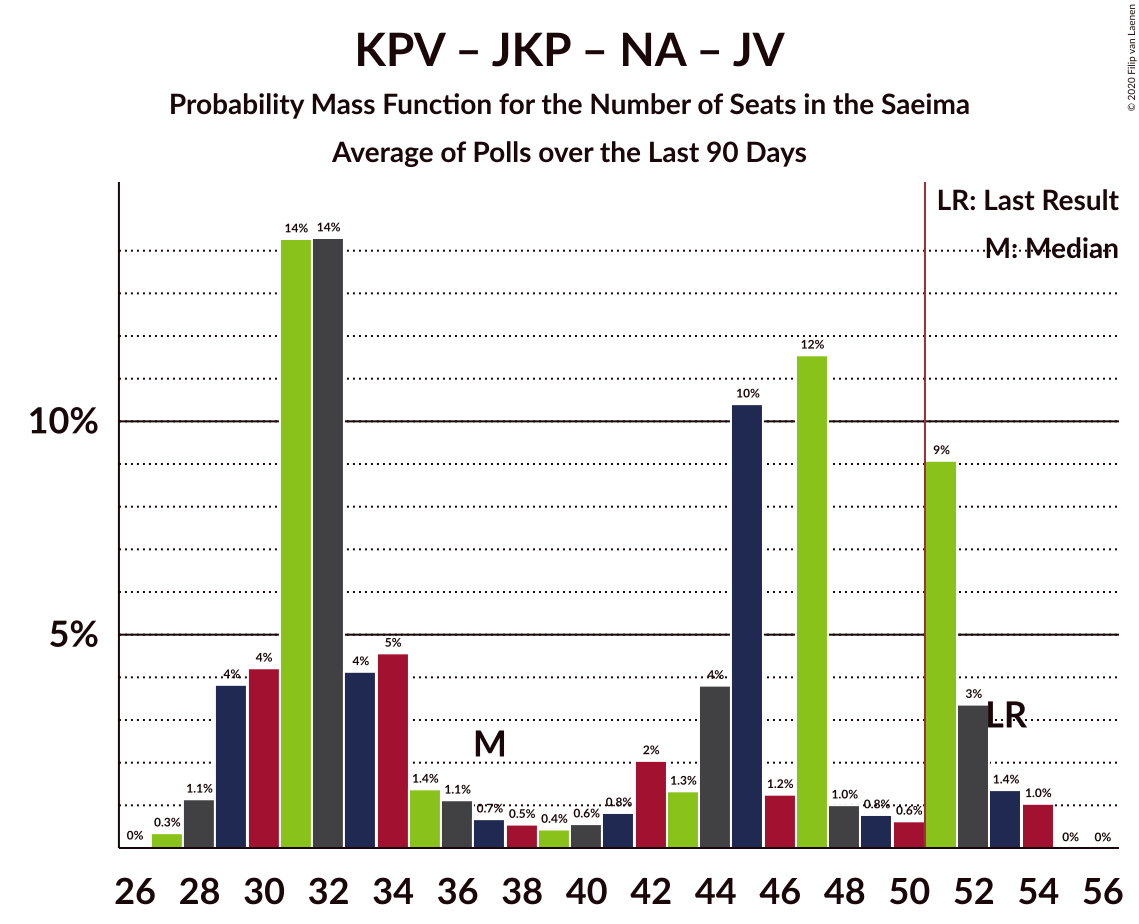 KPV – JKP – NA – JV
Probability Mass Function for the Number of Seats in the Saeima
Average of Polls over the Last 90 Days
© 2020 Filip van Laenen
LR: Last Result
M: Median
10%
5%
0% 0.3% 1.1% 4% 4% 14% 14% 4% 5% 1.4% 1.1% 0.7% 0.5% 0.4% 0.6% 0.8% 2% 1.3% 4% 10% 1.2% 12% 1.0% 0.8% 0.6% 9% 3% 1.4% 1.0% 0% 0%
M
LR
26 28 30 32 34 36 38 40 42 44 46 48 50 52 54 56